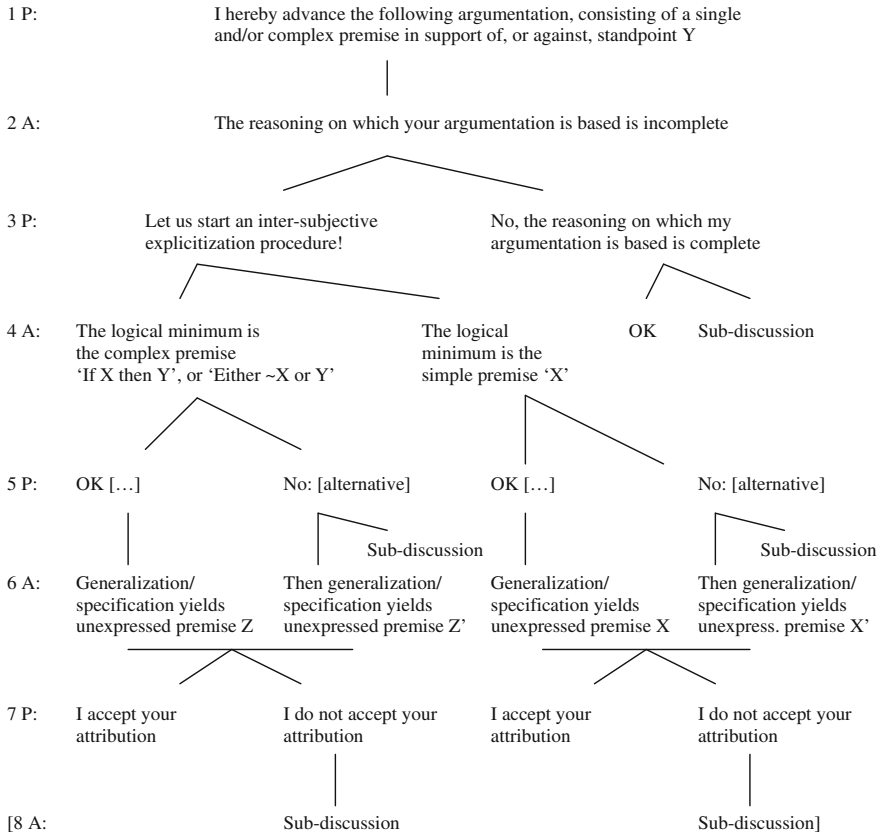 1 P: I hereby advance the following argumentation, consisting of a single
and/or complex premise in support of, or against, standpoint Y
2 A: The reasoning on which your argumentation is based is incomplete
3 P: Let us start an inter-subjective
explicitization procedure!
No, the reasoning on which my
argumentation is based is complete
4 A: The logical minimum is
the complex premise
‘If X then Y’, or ‘Either ~X or Y’
The logical
minimum is the
simple premise ‘X’
OK
Sub-discussion
5 P: OK […]
No: [alternative]
OK […]
No: [alternative]
Sub-discussion
Sub-discussion
6 A: Generalization/
specification yields
unexpressed premise Z
Then generalization/
specification yields
unexpressed premise Z’
Generalization/
specification yields
unexpressed premise X
Then generalization/
specification yields
unexpress. premise X’
7 P: I accept your
attribution
I do not accept your
attribution
I accept your
attribution
I do not accept your
attribution
[8 A: Sub-discussion
Sub-discussion]